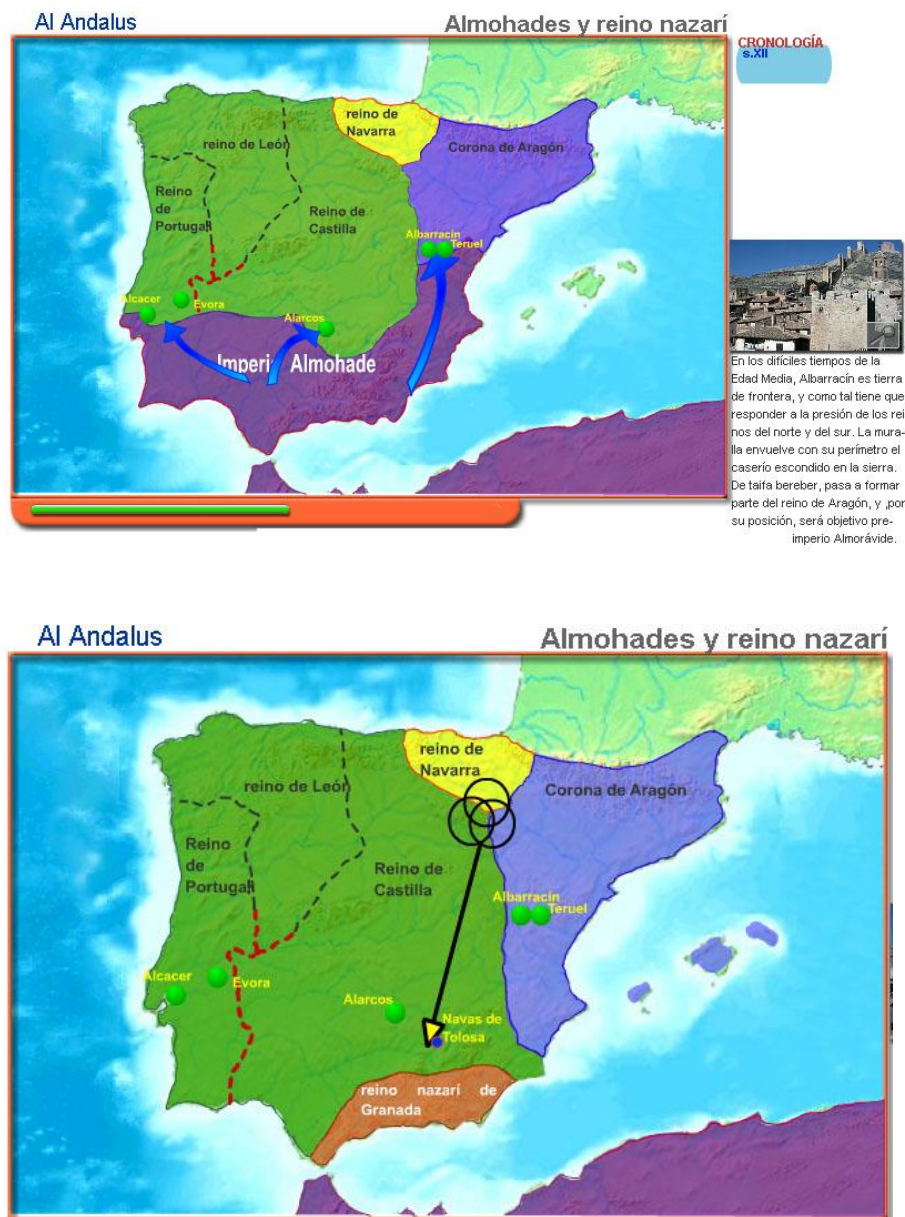 Al Andalus
Almohades y reino nazarí
CRONOLOGÍA
s.XII
reino de
Navarra
reino de León
Corona de Aragón
Reino
de
Portugal
Reino de
Castilla
Albarracín
Teruel
Alcacer
Evora
Alarcos
Imperi Almohade
En los difíciles tiempos de la
Edad Media, Albarracín es tierra
de frontera, y como tal tiene que
responder a la presión de los rei
nos del norte y del sur. La mura-
lla envuelve con su perímetro el
caserío escondido en la sierra.
De taifa bereber, pasa a formar
parte del reino de Aragón, y ,por
su posición, será objetivo pre-
imperio Almorávide.
Al Andalus
Almohades y reino nazarí
reino de
Navarra
reino de León
Corona de Aragón
Reino
de
Portugal
Reino de
Castilla
Albarracín
Teruel
Alcacer
Evora
Alarcos
Navas de
Tolosa
reino nazarí de
Granada